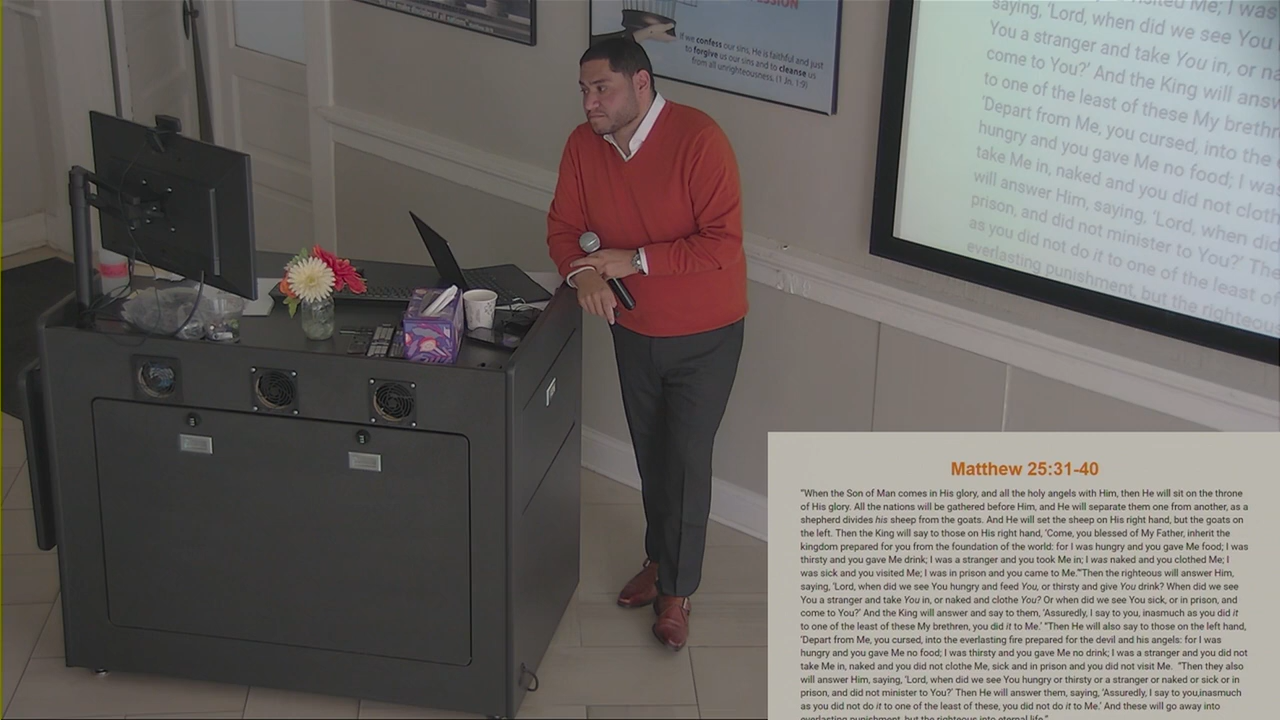 SSION
If we confess our sins, He is faithful and just
to forgive us our sins and to cleanse us
from all unrighteousness. (1 Jn. 1:9)
visited Me; I was
saying, 'Lord, when did we see You
You a stranger and take You in, or na
come to You?' And the King will answ
to one of the least of these My brethr
'Depart from Me, you cursed, into the
hungry and you gave Me no food; I was
take Me in, naked and you did not cloth
will answer Him, saying, 'Lord, when did
prison, and did not minister to You?' The
as you did not do it to one of the least of
everlasting punishment, but the righteous
Matthew 25:31-40
"When the Son of Man comes in His glory, and all the holy angels with Him, then He will sit on the throne
of His glory. All the nations will be gathered before Him, and He will separate them one from another, as a
shepherd divides his sheep from the goats. And He will set the sheep on His right hand, but the goats on
the left. Then the King will say to those on His right hand, 'Come, you blessed of My Father, inherit the
kingdom prepared for you from the foundation of the world: for I was hungry and you gave Me food; I was
thirsty and you gave Me drink; I was a stranger and you took Me in; I was naked and you clothed Me; I
was sick and you visited Me; I was in prison and you came to Me.'"Then the righteous will answer Him,
saying, 'Lord, when did we see You hungry and feed You, or thirsty and give You drink? When did we see
You a stranger and take You in, or naked and clothe You? Or when did we see You sick, or in prison, and
come to You?' And the King will answer and say to them, 'Assuredly, I say to you, inasmuch as you did it
to one of the least of these My brethren, you did it to Me.' "Then He will also say to those on the left hand,
'Depart from Me, you cursed, into the everlasting fire prepared for the devil and his angels: for I was
hungry and you gave Me no food; I was thirsty and you gave Me no drink; I was a stranger and you did not
take Me in, naked and you did not clothe Me, sick and in prison and you did not visit Me. "Then they also
will answer Him, saying, 'Lord, when did we see You hungry or thirsty or a stranger or naked or sick or in
prison, and did not minister to You?' Then He will answer them, saying, 'Assuredly, I say to you,inasmuch
as you did not do it to one of the least of these, you did not do it to Me.' And these will go away into
everlasting punishment, but the righteous into eternal life."